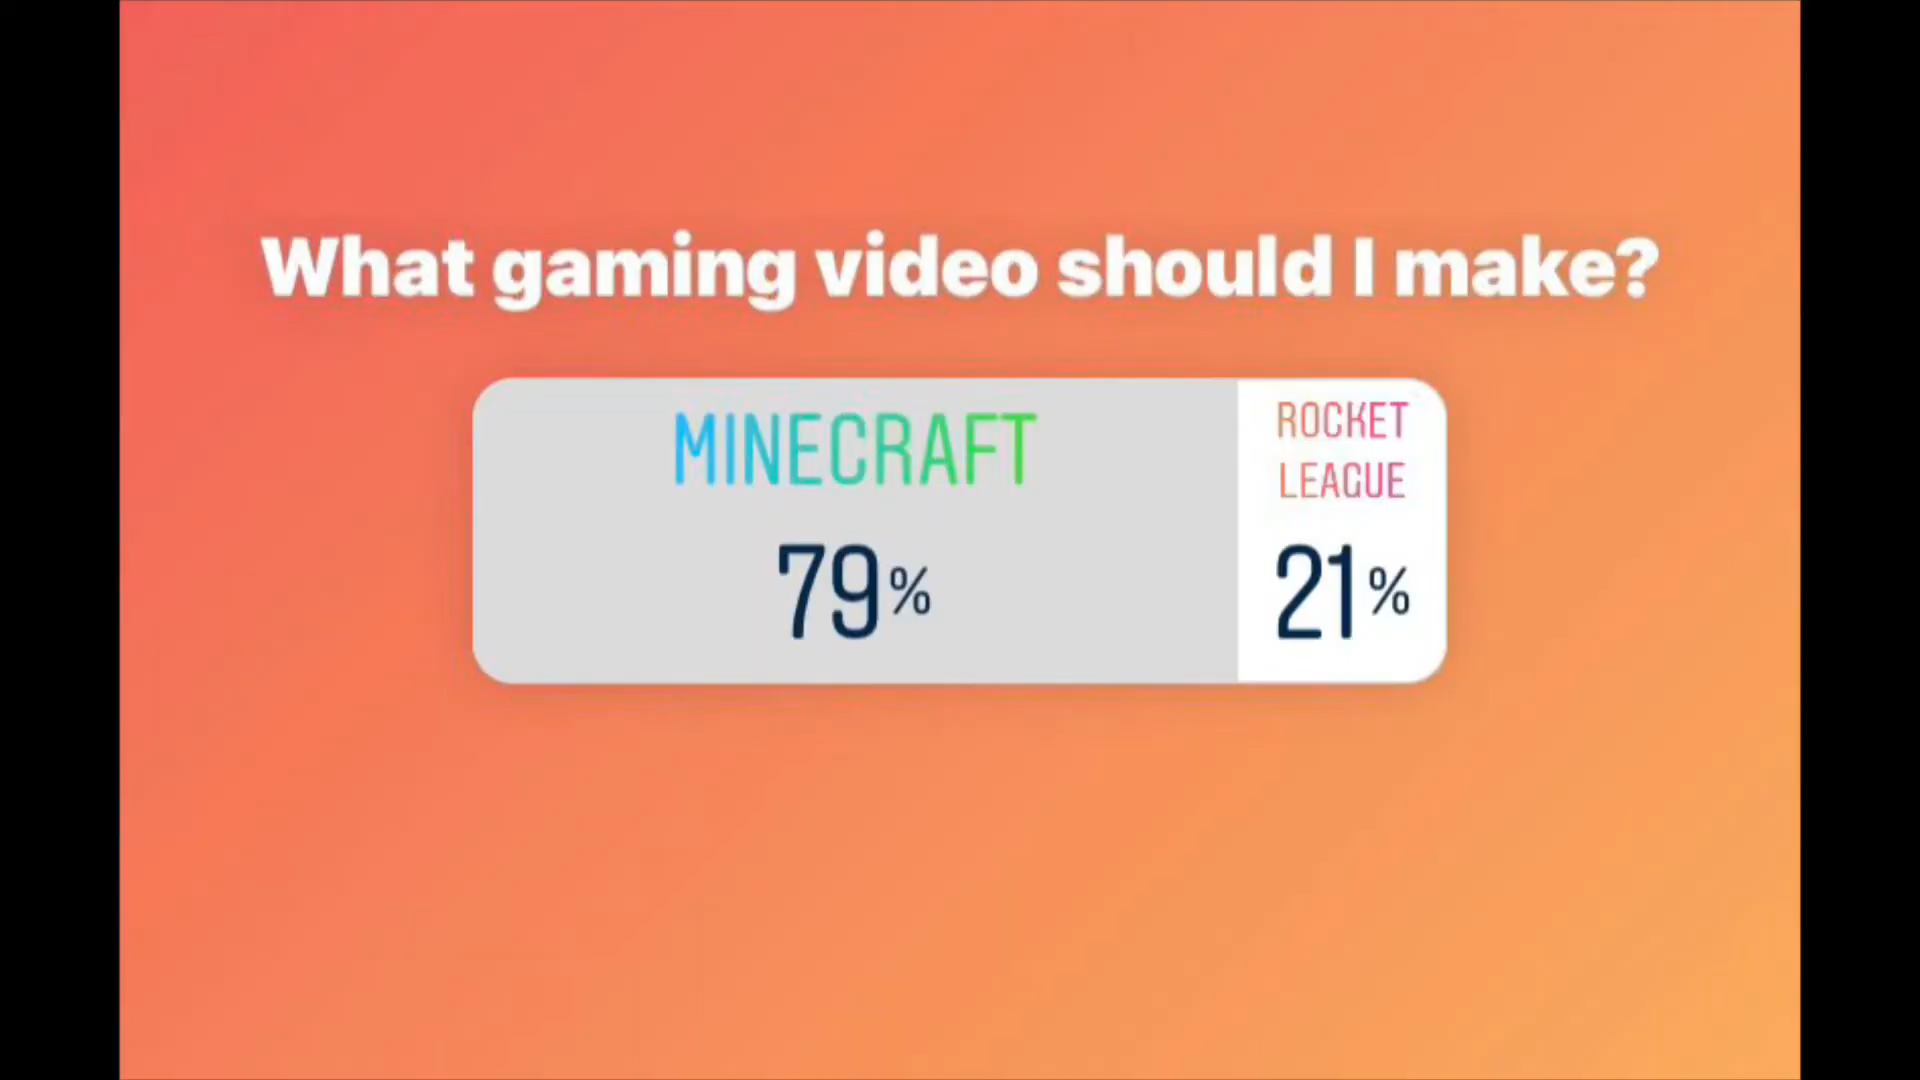 What gaming video should I make?
MINECRAFT
79%
ROCKET
LEAGUE
21%